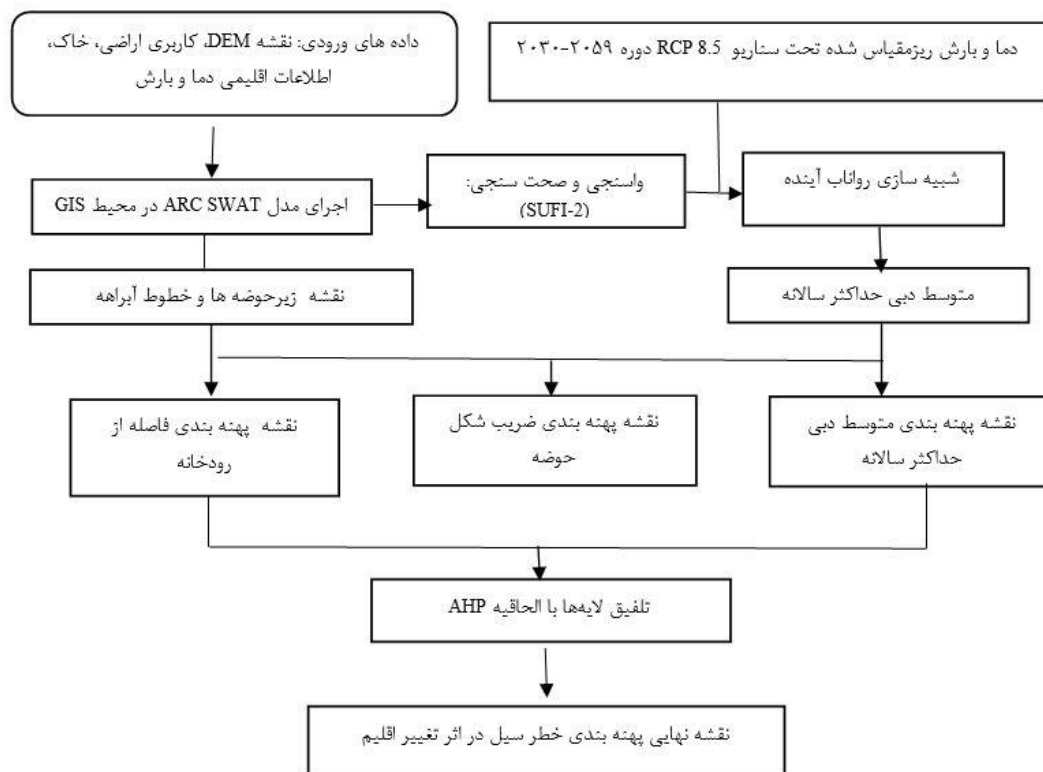 داده های ورودی: نقشه DEM، کاربری اراضی، خاک،
اطلاعات اقلیمی دما و بارش
دما و بارش ریزمقیاس شده تحت سناریو RCP 8.5 دوره ۲۰۵۹-۲۰۳۰
اجرای مدل ARC SWAT در محیط GIS
واسنجی و صحت سنجی:
(SUFI-2)
شبیه سازی رواناب آینده
نقشه زیرحوضه ها و خطوط آبراهه
متوسط دبی حداکثر سالانه
نقشه پهنه بندی فاصله از
رودخانه
نقشه پهنه بندی ضریب شکل
حوضه
نقشه پهنه بندی متوسط دبی
حداکثر سالانه
تلفیق لایه‌ها با الحاقیه AHP
نقشه نهایی پهنه بندی خطر سیل در اثر تغییر اقلیم